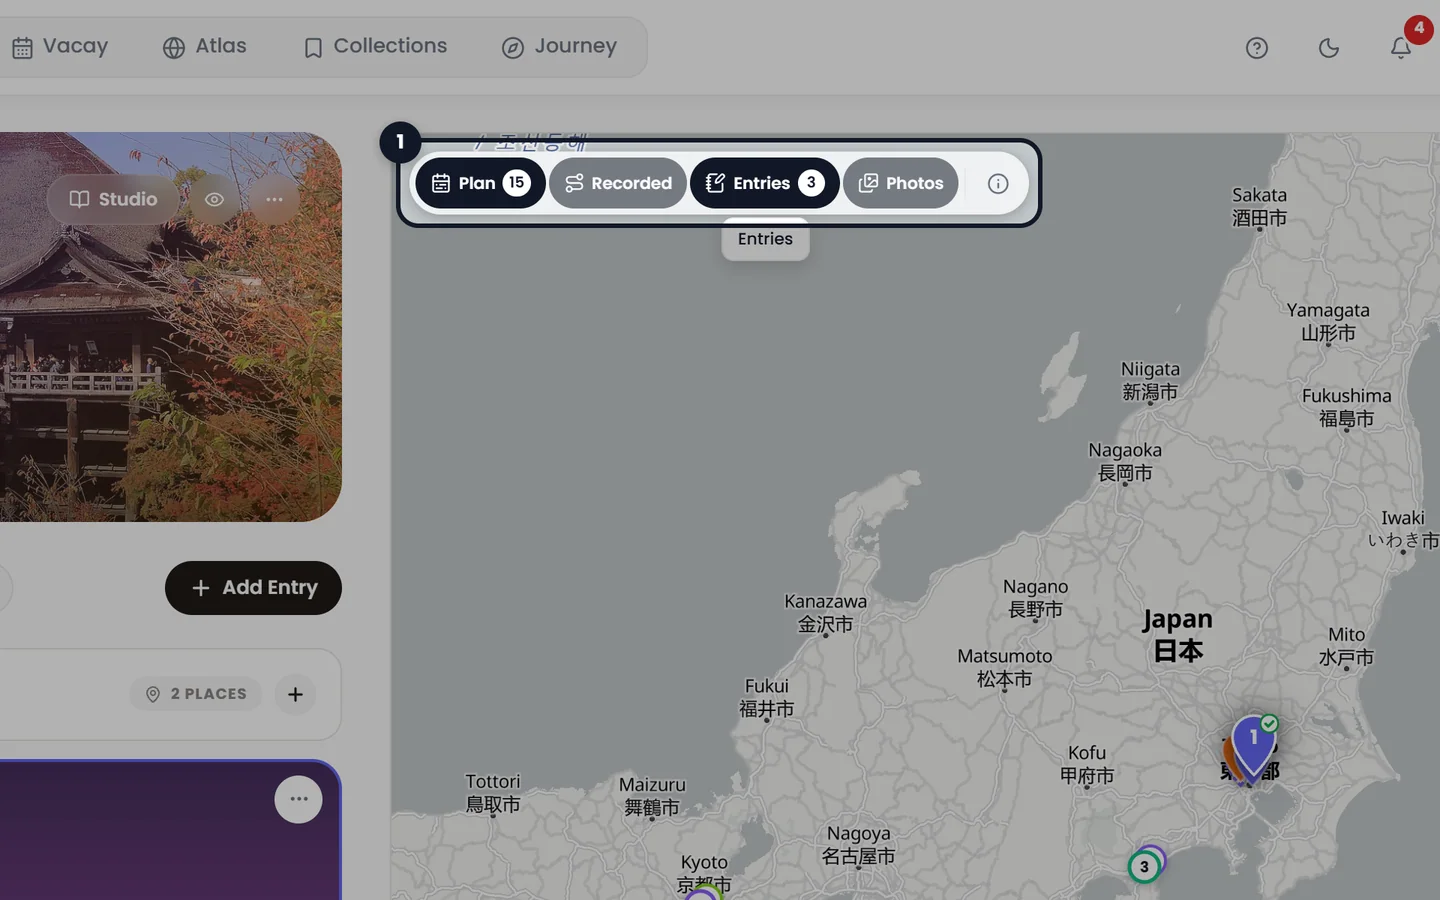 Vacay
Atlas
Collections
Journey
4
Studio
1
Plan 15
Recorded
Entries 3
Photos
Entries
Add Entry
2 PLACES
Sakata
酒田市
Yamagata
山形市
Niigata
新潟市
Fukushima
福島市
Nagaoka
長岡市
Iwaki
いわき市
Nagano
長野市
Kanazawa
金沢市
Japan
日本
Mito
水戸市
Matsumoto
松本市
Fukui
福井市
1
Kofu
甲府市
Tottori
鳥取市
Maizuru
舞鶴市
Nagoya
名古屋市
Kyoto
京都市
3